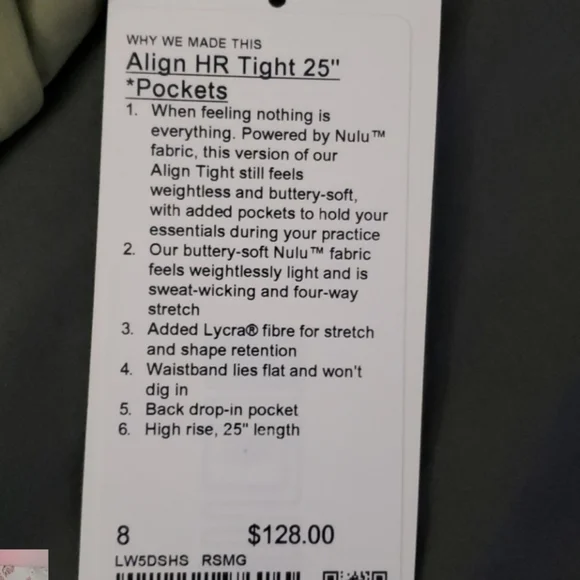 WHY WE MADE THIS
Align HR Tight 25"
*Pockets
1. When feeling nothing is
everything. Powered by Nulu™
fabric, this version of our
Align Tight still feels
weightless and buttery-soft,
with added pockets to hold your
essentials during your practice
2. Our buttery-soft Nulu™ fabric
feels weightlessly light and is
sweat-wicking and four-way
stretch
3. Added Lycra® fibre for stretch
and shape retention
4. Waistband lies flat and won't
dig in
5. Back drop-in pocket
6. High rise, 25" length
8 $128.00
LW5DSHS RSMG